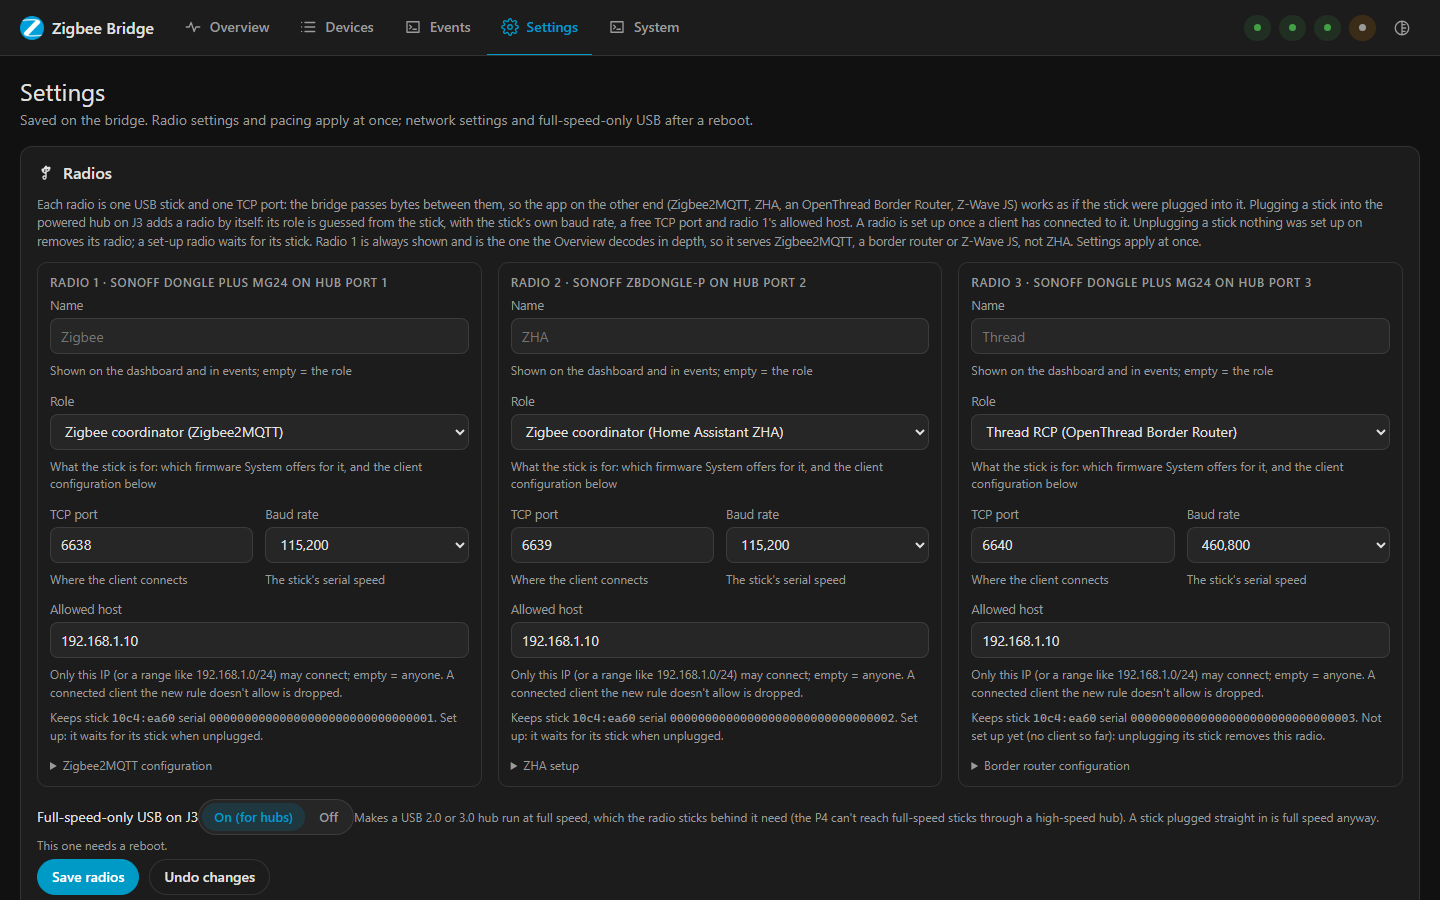 Zigbee Bridge
Overview
Devices
Events
Settings
System
Settings
Saved on the bridge. Radio settings and pacing apply at once; network settings and full-speed-only USB after a reboot.
Radios
Each radio is one USB stick and one TCP port: the bridge passes bytes between them, so the app on the other end (Zigbee2MQTT, ZHA, an OpenThread Border Router, Z-Wave JS) works as if the stick were plugged into it. Plugging a stick into the
powered hub on J3 adds a radio by itself: its role is guessed from the stick, with the stick's own baud rate, a free TCP port and radio 1's allowed host. A radio is set up once a client has connected to it. Unplugging a stick nothing was set up on
removes its radio; a set-up radio waits for its stick. Radio 1 is always shown and is the one the Overview decodes in depth, so it serves Zigbee2MQTT, a border router or Z-Wave JS, not ZHA. Settings apply at once.
RADIO 1 · SONOFF DONGLE PLUS MG24 ON HUB PORT 1
Name
Zigbee
Shown on the dashboard and in events; empty = the role
Role
Zigbee coordinator (Zigbee2MQTT)
What the stick is for: which firmware System offers for it, and the client
configuration below
TCP port
Baud rate
6638
115,200
Where the client connects
The stick's serial speed
Allowed host
192.168.1.10
Only this IP (or a range like 192.168.1.0/24) may connect; empty = anyone. A
connected client the new rule doesn't allow is dropped.
Keeps stick 10c4:ea60 serial 00000000000000000000000000000001. Set
up: it waits for its stick when unplugged.
Zigbee2MQTT configuration
RADIO 2 · SONOFF ZBDONGLE-P ON HUB PORT 2
Name
ZHA
Shown on the dashboard and in events; empty = the role
Role
Zigbee coordinator (Home Assistant ZHA)
What the stick is for: which firmware System offers for it, and the client
configuration below
TCP port
Baud rate
6639
115,200
Where the client connects
The stick's serial speed
Allowed host
192.168.1.10
Only this IP (or a range like 192.168.1.0/24) may connect; empty = anyone. A
connected client the new rule doesn't allow is dropped.
Keeps stick 10c4:ea60 serial 00000000000000000000000000000002. Set
up: it waits for its stick when unplugged.
ZHA setup
RADIO 3 · SONOFF DONGLE PLUS MG24 ON HUB PORT 3
Name
Thread
Shown on the dashboard and in events; empty = the role
Role
Thread RCP (OpenThread Border Router)
What the stick is for: which firmware System offers for it, and the client
configuration below
TCP port
Baud rate
6640
460,800
Where the client connects
The stick's serial speed
Allowed host
192.168.1.10
Only this IP (or a range like 192.168.1.0/24) may connect; empty = anyone. A
connected client the new rule doesn't allow is dropped.
Keeps stick 10c4:ea60 serial 00000000000000000000000000000003. Not
set up yet (no client so far): unplugging its stick removes this radio.
Border router configuration
Full-speed-only USB on J3
On (for hubs)
Off
Makes a USB 2.0 or 3.0 hub run at full speed, which the radio sticks behind it need (the P4 can't reach full-speed sticks through a high-speed hub). A stick plugged straight in is full speed anyway.
This one needs a reboot.
Save radios
Undo changes